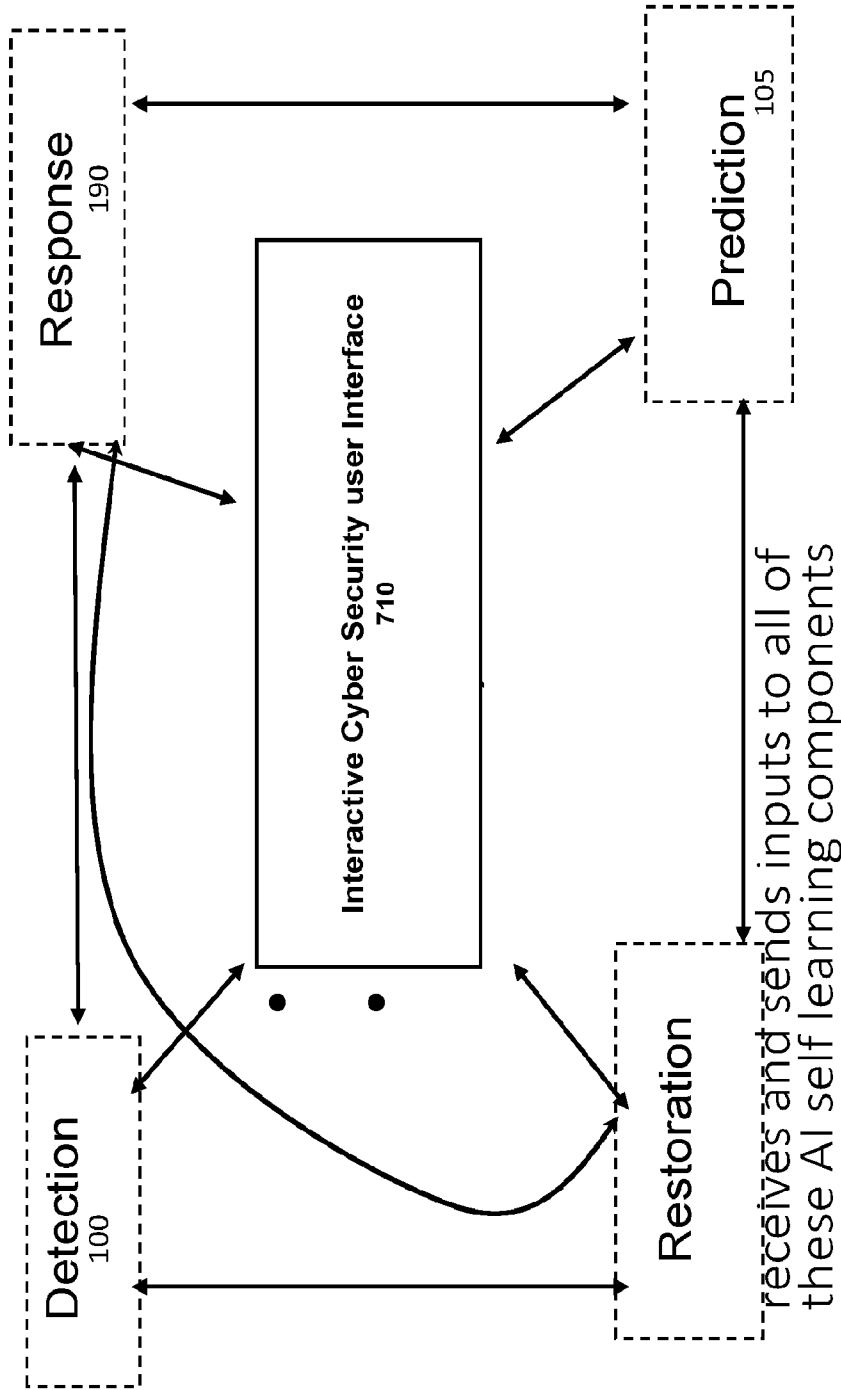 Detection
100
Response
190
Interactive Cyber Security user Interface
710
Restoration
Prediction
105
receives and sends inputs to all of
these AI self learning components